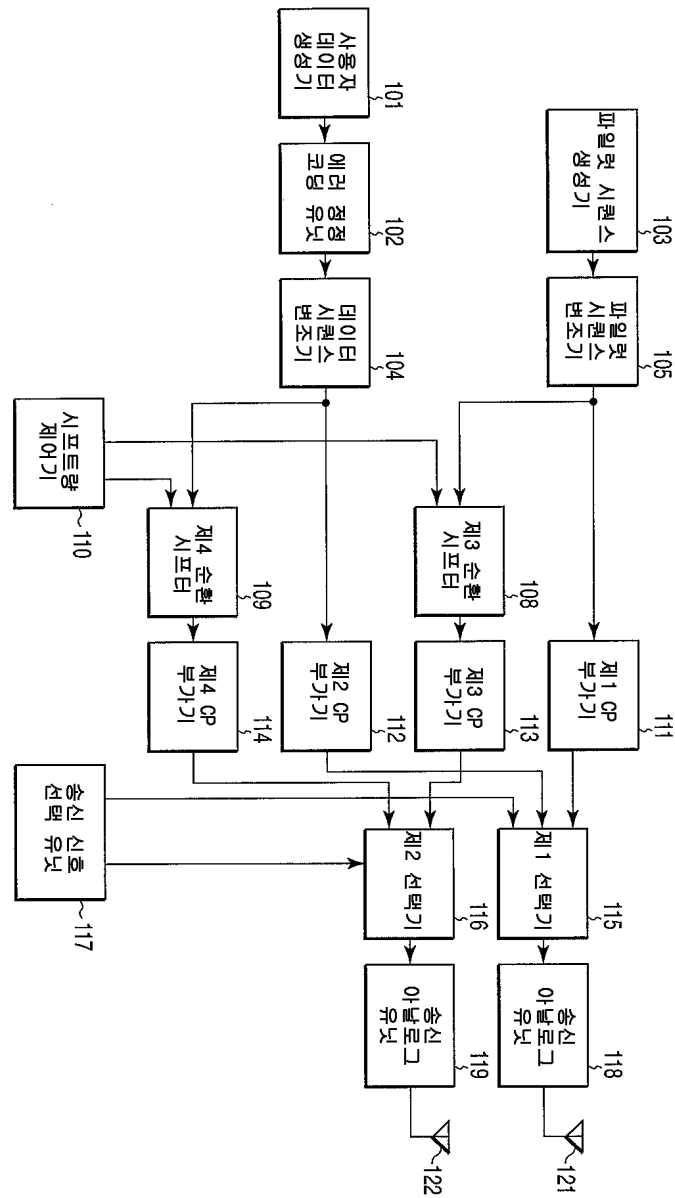 파일럿 시퀀스
생성기
103
파일럿
시퀀스
변조기
105
제1 CP
부가기
111
제1 선택기
115
송신
아날로그
유닛
118
121
제3 순환
시프터
108
제3 CP
부가기
113
제2 선택기
116
송신
아날로그
유닛
119
122
사용자
데이터
생성기
101
에러 정정
코딩 유닛
102
데이터
시퀀스
변조기
104
제2 CP
부가기
112
제4 순환
시프터
109
제4 CP
부가기
114
시프트량
제어기
110
송신 신호
선택 유닛
117